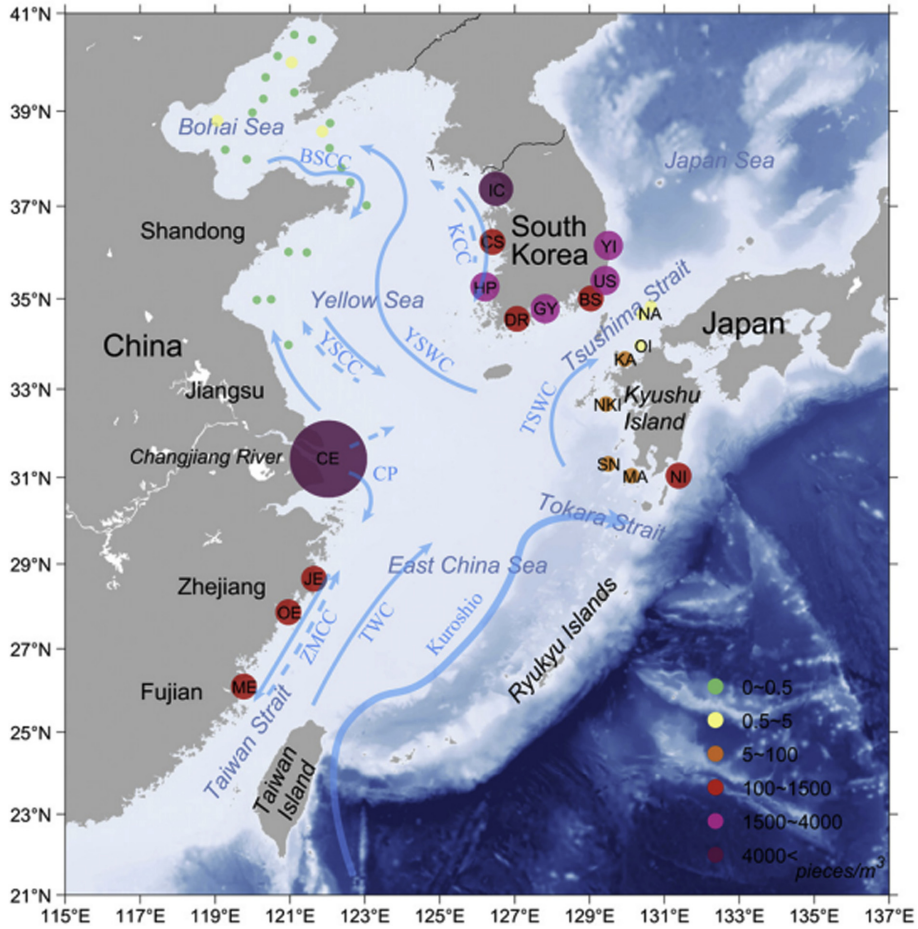 41°N
39°N
37°N
35°N
33°N
31°N
29°N
27°N
25°N
23°N
21°N
115°E
117°E
119°E
121°E
123°E
125°E
127°E
129°E
131°E
133°E
135°E
137°E
Bohai Sea
BSCC
Japan Sea
Shandong
IC
KCC
CS
South
Korea
YI
HP
US
BS
GY
DR
Yellow Sea
YSCC
YSWC
Tsushima Strait
NA
OI
KA
Japan
China
Jiangsu
NKI
Kyushu
Island
TSWC
Changjiang River
CE
CP
SN
MA
NI
Tokara Strait
East China Sea
Zhejiang
JE
OE
ZMCC
TWC
Kuroshio
Ryukyu Islands
Fujian
ME
Taiwan Strait
Taiwan
Island
0~0.5
0.5~5
5~100
100~1500
1500~4000
4000<
pieces/m³